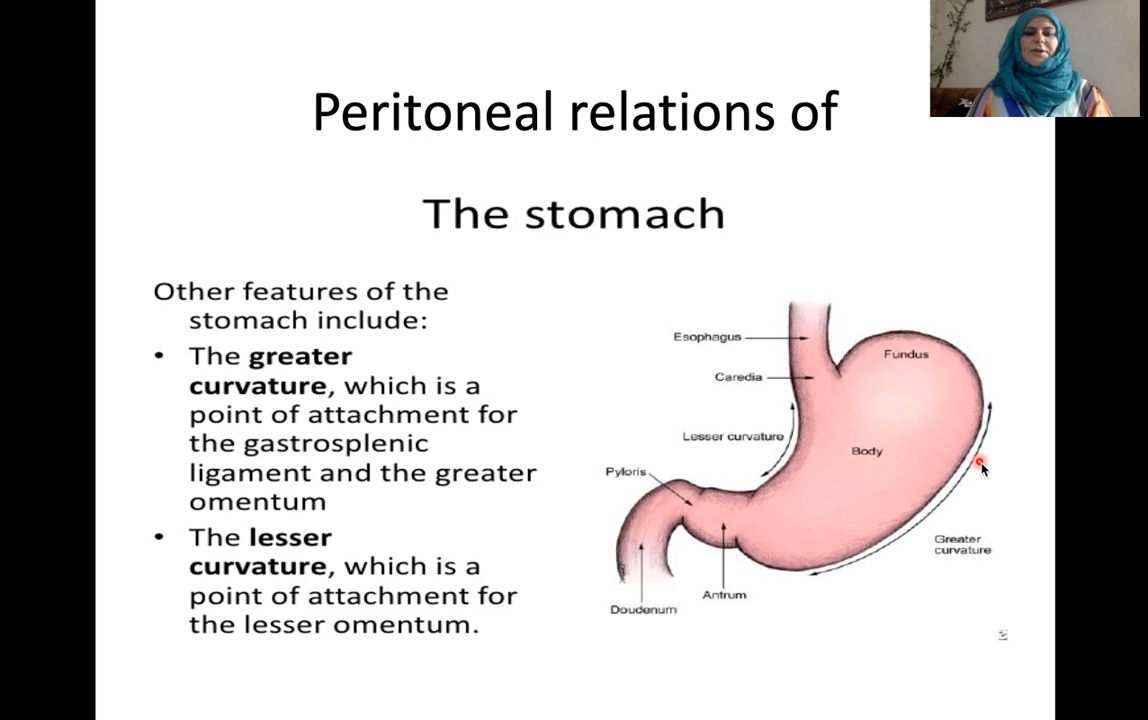 Peritoneal relations of
The stomach
Other features of the
stomach include:
• The greater
curvature, which is a
point of attachment for
the gastrosplenic
ligament and the greater
omentum
• The lesser
curvature, which is a
point of attachment for
the lesser omentum.
Esophagus
Caredia
Fundus
Lesser curvature
Body
Pyloris
Greater
curvature
Antrum
Doudenum